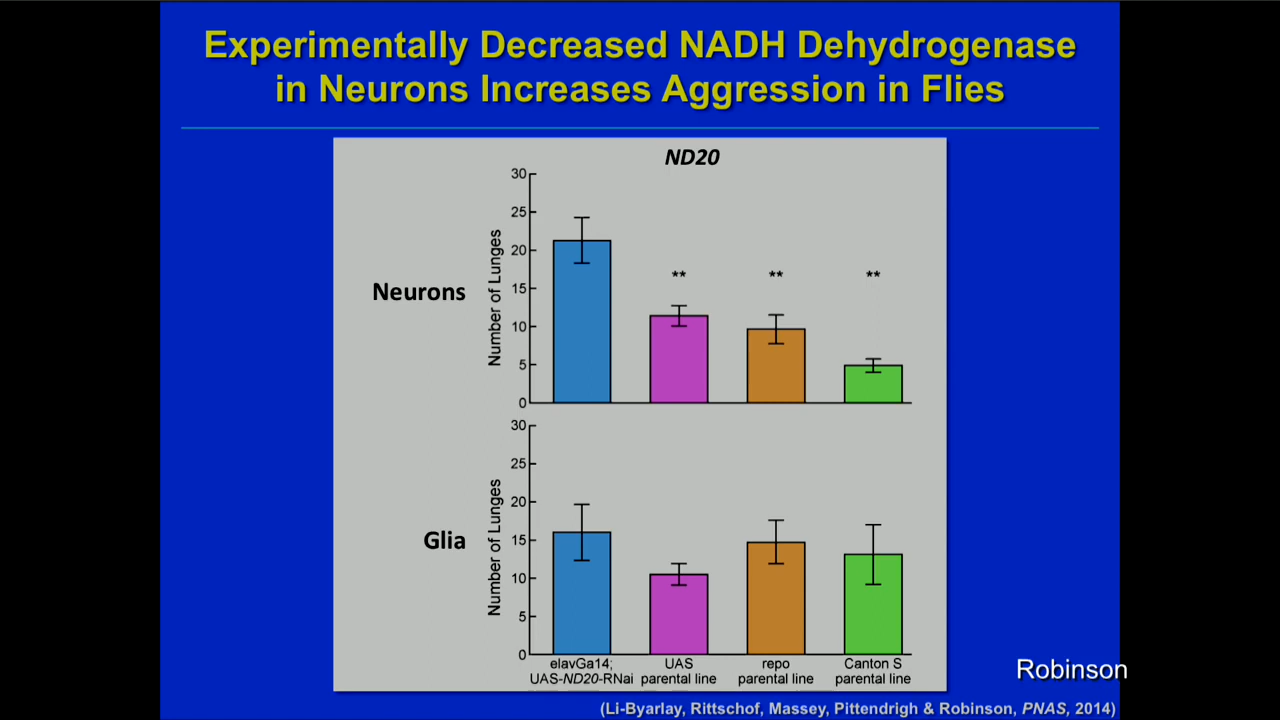 Experimentally Decreased NADH Dehydrogenase
in Neurons Increases Aggression in Flies
ND20
30
25
20
15
10
5
0
Number of Lunges
Neurons
** ** **
30
25
20
15
10
5
0
Number of Lunges
Glia
elavGa14;
UAS-ND20-RNai
UAS
parental line
repo
parental line
Canton S
parental line
Robinson
(Li-Byarlay, Rittschof, Massey, Pittendrigh & Robinson, PNAS, 2014)